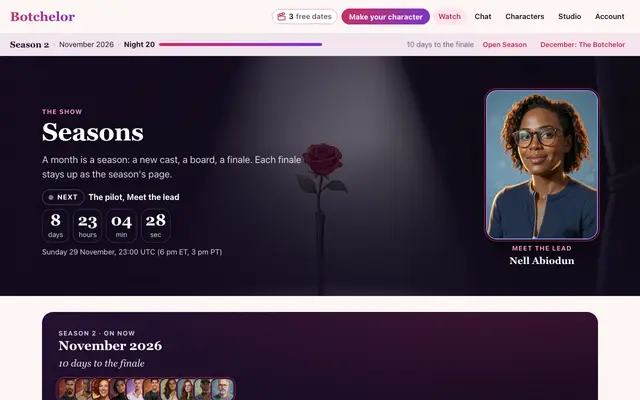 Botchelor
3 free dates
Make your character
Watch
Chat
Characters
Studio
Account
Season 2 · November 2026 · Night 20
10 days to the finale
Open Season
December: The Botchelor
THE SHOW
Seasons
A month is a season: a new cast, a board, a finale. Each finale
stays up as the season's page.
NEXT
The pilot, Meet the lead
8 days
23 hours
04 min
28 sec
Sunday 29 November, 23:00 UTC (6 pm ET, 3 pm PT)
MEET THE LEAD
Nell Abiodun
SEASON 2 · ON NOW
November 2026
10 days to the finale